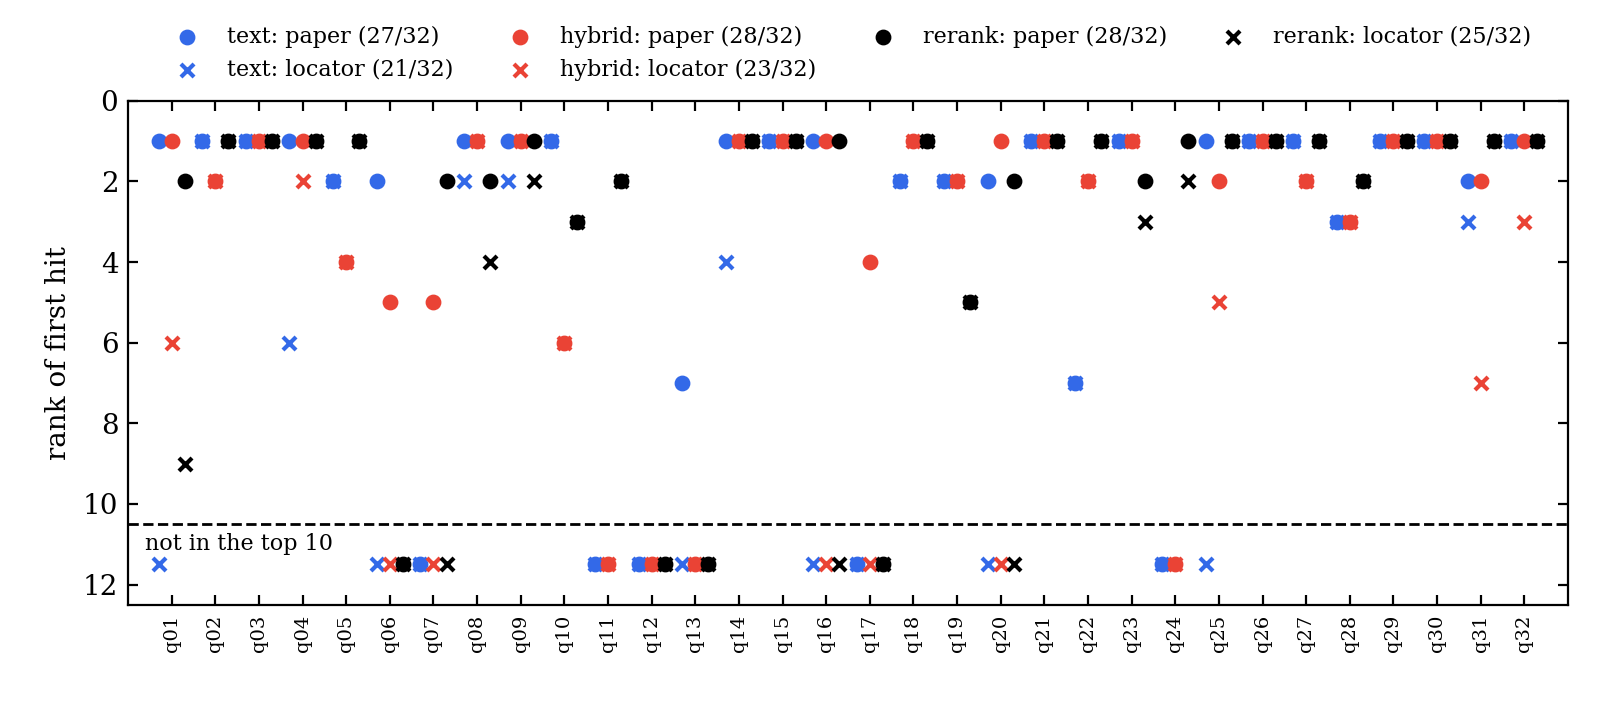 text: paper (27/32) hybrid: paper (28/32) rerank: paper (28/32) rerank: locator (25/32)
text: locator (21/32) hybrid: locator (23/32)
0
2
4
6
8
10
12
rank of first hit
not in the top 10
q01 q02 q03 q04 q05 q06 q07 q08 q09 q10 q11 q12 q13 q14 q15 q16 q17 q18 q19 q20 q21 q22 q23 q24 q25 q26 q27 q28 q29 q30 q31 q32